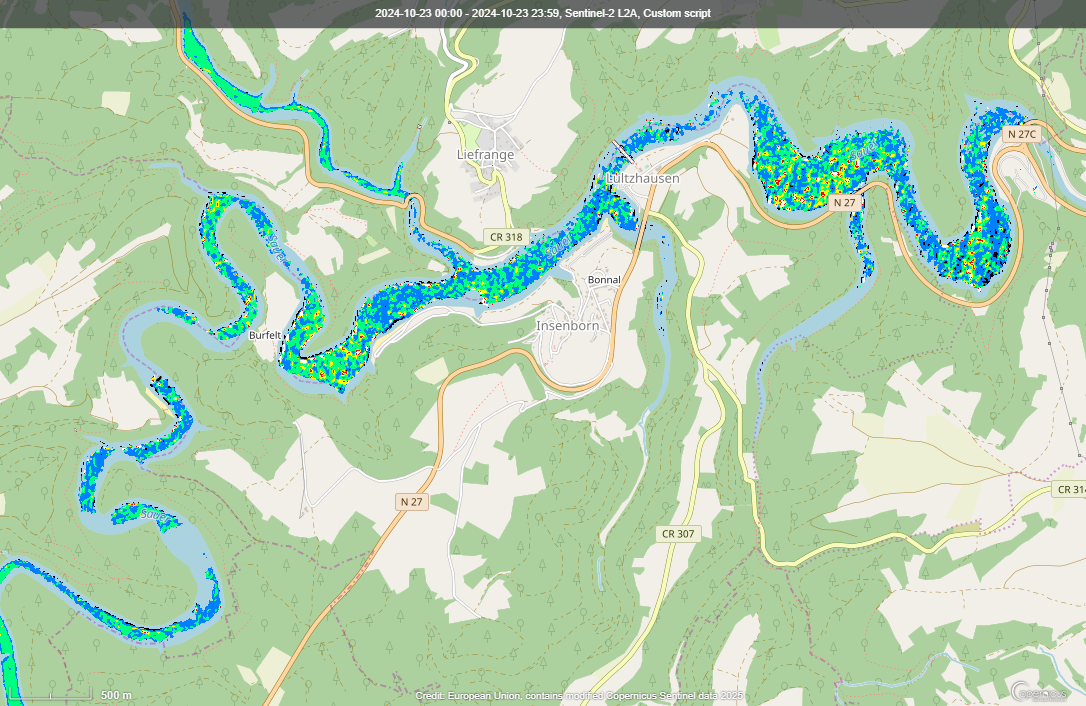 2024-10-23 00:00 - 2024-10-23 23:59, Sentinel-2 L2A, Custom script
N 27C
Liefrange
Lultzhausen
N 27
CR 318
Bonnal
Insenborn
Burfelt
N 27
CR 314
Sauer
CR 307
500 m
Credit: European Union, contains modified Copernicus Sentinel data 2025